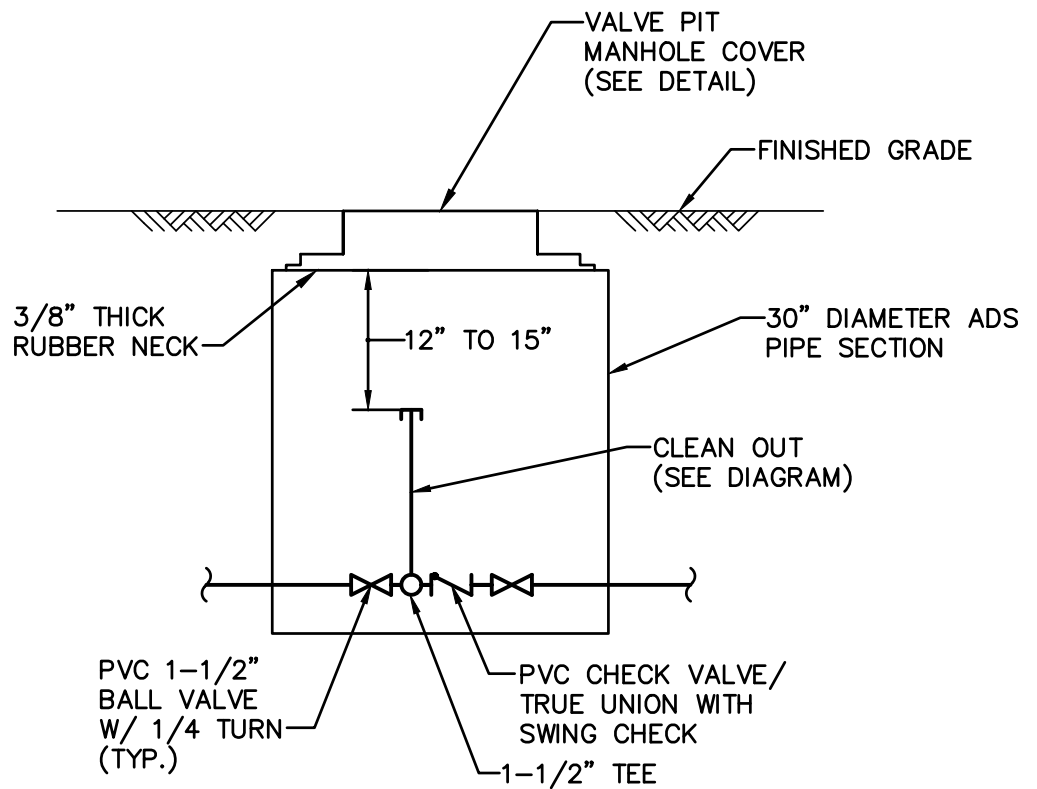 VALVE PIT
MANHOLE COVER
(SEE DETAIL)
FINISHED GRADE
3/8” THICK
RUBBER NECK
12” TO 15”
30” DIAMETER ADS
PIPE SECTION
CLEAN OUT
(SEE DIAGRAM)
PVC 1-1/2”
BALL VALVE
W/ 1/4 TURN
(TYP.)
PVC CHECK VALVE/
TRUE UNION WITH
SWING CHECK
1-1/2” TEE